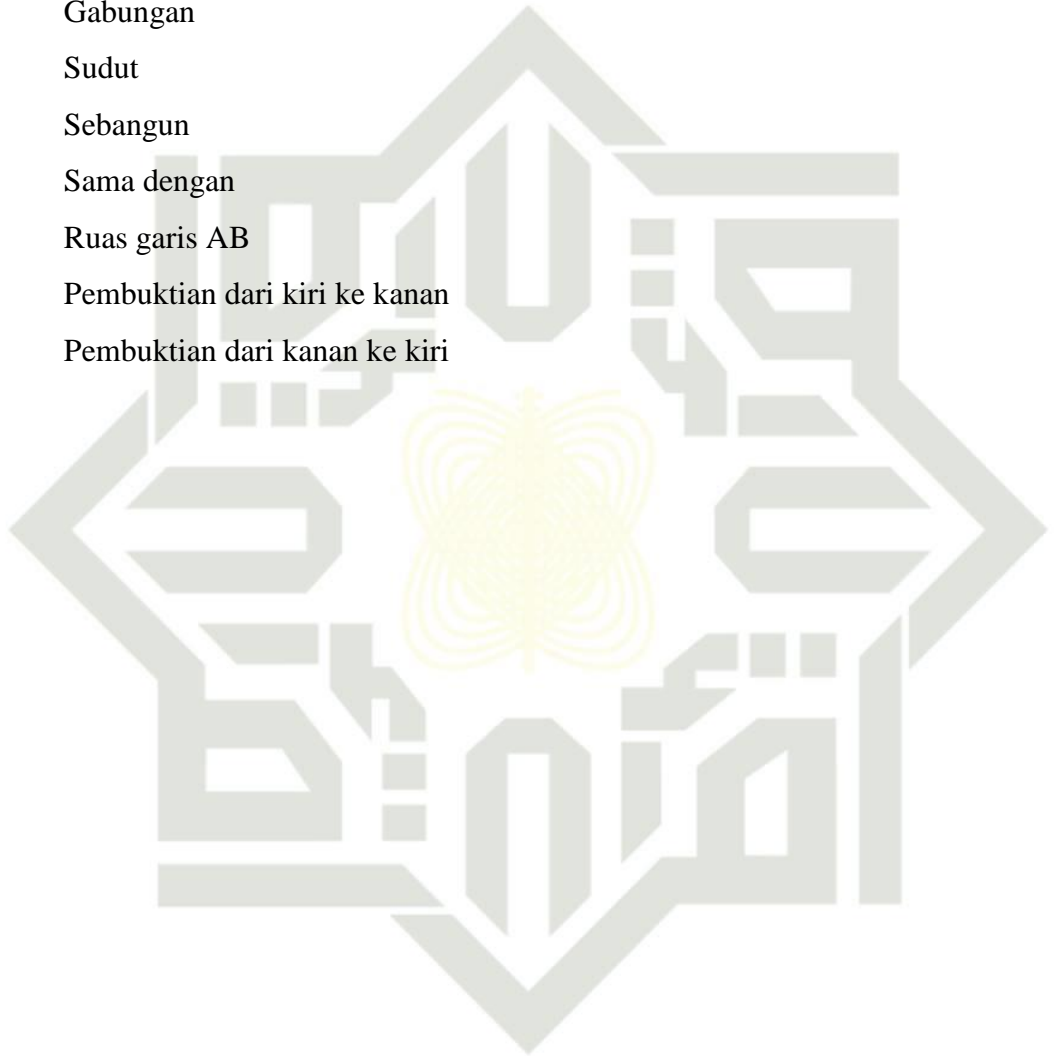 Gabungan
Sudut
Sebangun
Sama dengan
Ruas garis AB
Pembuktian dari kiri ke kanan
Pembuktian dari kanan ke kiri